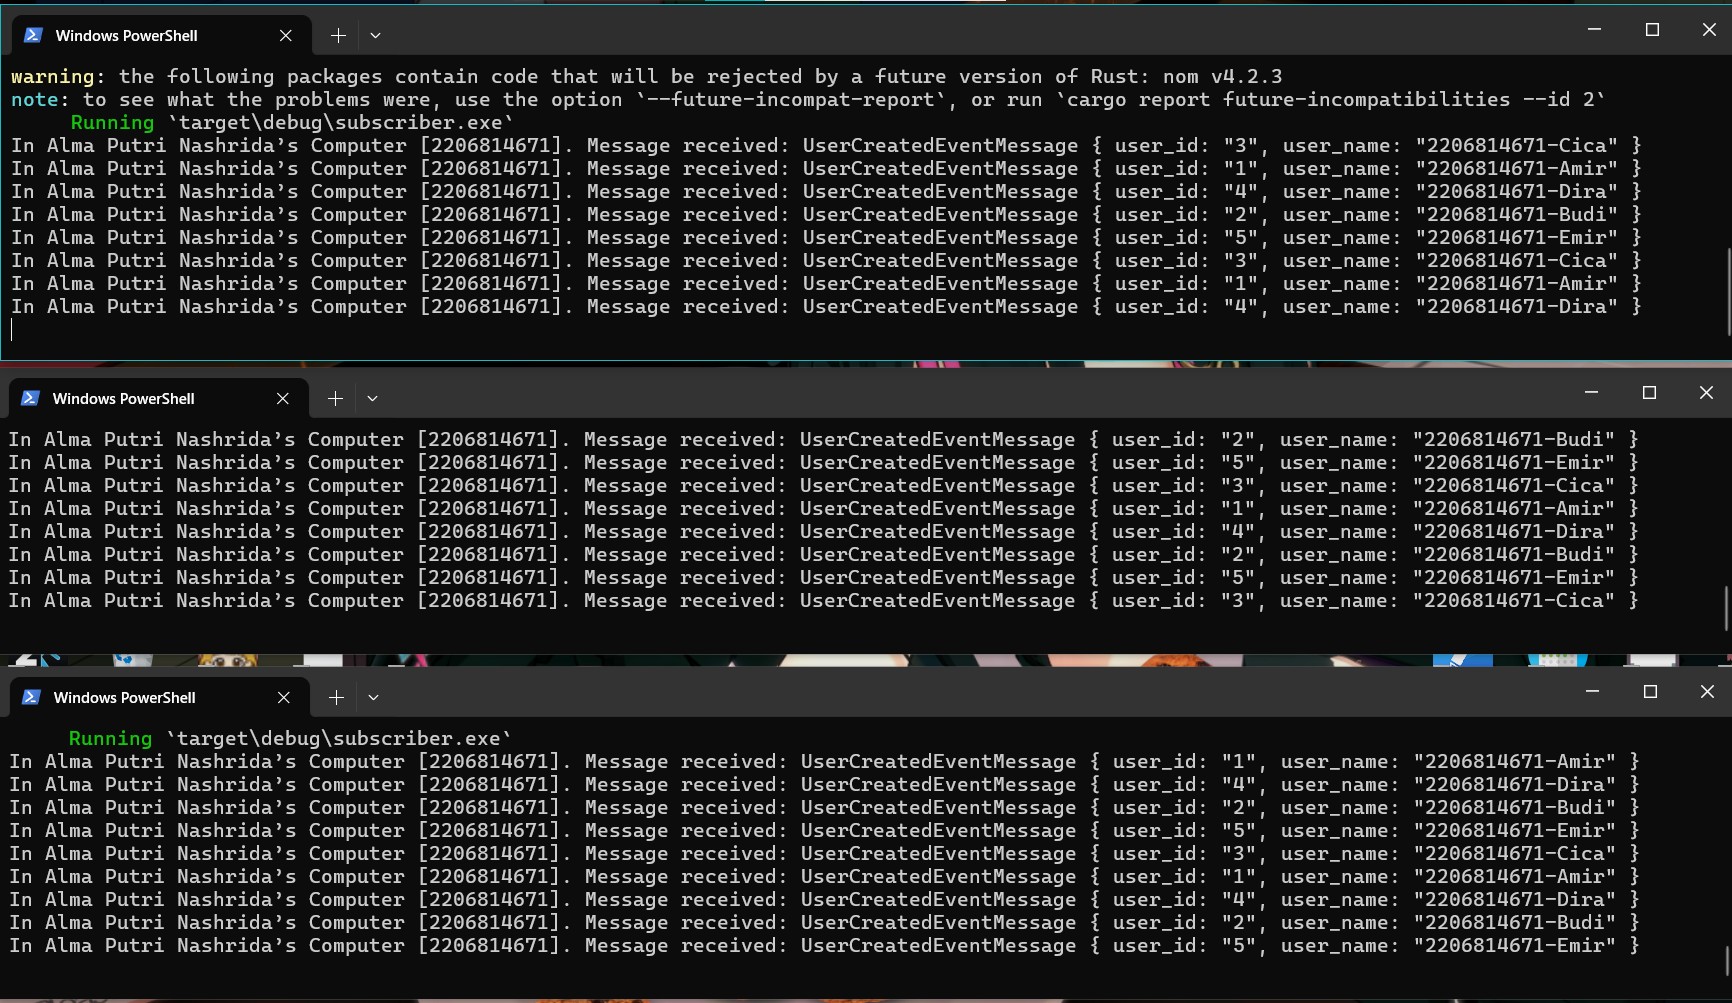 Windows PowerShell
warning: the following packages contain code that will be rejected by a future version of Rust: nom v4.2.3
note: to see what the problems were, use the option `--future-incompat-report`, or run `cargo report future-incompatibilities --id 2`
Running `target\debug\subscriber.exe`
In Alma Putri Nashrida’s Computer [2206814671]. Message received: UserCreatedEventMessage { user_id: "3", user_name: "2206814671-Cica" }
In Alma Putri Nashrida’s Computer [2206814671]. Message received: UserCreatedEventMessage { user_id: "1", user_name: "2206814671-Amir" }
In Alma Putri Nashrida’s Computer [2206814671]. Message received: UserCreatedEventMessage { user_id: "4", user_name: "2206814671-Dira" }
In Alma Putri Nashrida’s Computer [2206814671]. Message received: UserCreatedEventMessage { user_id: "2", user_name: "2206814671-Budi" }
In Alma Putri Nashrida’s Computer [2206814671]. Message received: UserCreatedEventMessage { user_id: "5", user_name: "2206814671-Emir" }
In Alma Putri Nashrida’s Computer [2206814671]. Message received: UserCreatedEventMessage { user_id: "3", user_name: "2206814671-Cica" }
In Alma Putri Nashrida’s Computer [2206814671]. Message received: UserCreatedEventMessage { user_id: "1", user_name: "2206814671-Amir" }
In Alma Putri Nashrida’s Computer [2206814671]. Message received: UserCreatedEventMessage { user_id: "4", user_name: "2206814671-Dira" }
Windows PowerShell
In Alma Putri Nashrida’s Computer [2206814671]. Message received: UserCreatedEventMessage { user_id: "2", user_name: "2206814671-Budi" }
In Alma Putri Nashrida’s Computer [2206814671]. Message received: UserCreatedEventMessage { user_id: "5", user_name: "2206814671-Emir" }
In Alma Putri Nashrida’s Computer [2206814671]. Message received: UserCreatedEventMessage { user_id: "3", user_name: "2206814671-Cica" }
In Alma Putri Nashrida’s Computer [2206814671]. Message received: UserCreatedEventMessage { user_id: "1", user_name: "2206814671-Amir" }
In Alma Putri Nashrida’s Computer [2206814671]. Message received: UserCreatedEventMessage { user_id: "4", user_name: "2206814671-Dira" }
In Alma Putri Nashrida’s Computer [2206814671]. Message received: UserCreatedEventMessage { user_id: "2", user_name: "2206814671-Budi" }
In Alma Putri Nashrida’s Computer [2206814671]. Message received: UserCreatedEventMessage { user_id: "5", user_name: "2206814671-Emir" }
In Alma Putri Nashrida’s Computer [2206814671]. Message received: UserCreatedEventMessage { user_id: "3", user_name: "2206814671-Cica" }
Windows PowerShell
Running `target\debug\subscriber.exe`
In Alma Putri Nashrida’s Computer [2206814671]. Message received: UserCreatedEventMessage { user_id: "1", user_name: "2206814671-Amir" }
In Alma Putri Nashrida’s Computer [2206814671]. Message received: UserCreatedEventMessage { user_id: "4", user_name: "2206814671-Dira" }
In Alma Putri Nashrida’s Computer [2206814671]. Message received: UserCreatedEventMessage { user_id: "2", user_name: "2206814671-Budi" }
In Alma Putri Nashrida’s Computer [2206814671]. Message received: UserCreatedEventMessage { user_id: "5", user_name: "2206814671-Emir" }
In Alma Putri Nashrida’s Computer [2206814671]. Message received: UserCreatedEventMessage { user_id: "3", user_name: "2206814671-Cica" }
In Alma Putri Nashrida’s Computer [2206814671]. Message received: UserCreatedEventMessage { user_id: "1", user_name: "2206814671-Amir" }
In Alma Putri Nashrida’s Computer [2206814671]. Message received: UserCreatedEventMessage { user_id: "4", user_name: "2206814671-Dira" }
In Alma Putri Nashrida’s Computer [2206814671]. Message received: UserCreatedEventMessage { user_id: "2", user_name: "2206814671-Budi" }
In Alma Putri Nashrida’s Computer [2206814671]. Message received: UserCreatedEventMessage { user_id: "5", user_name: "2206814671-Emir" }